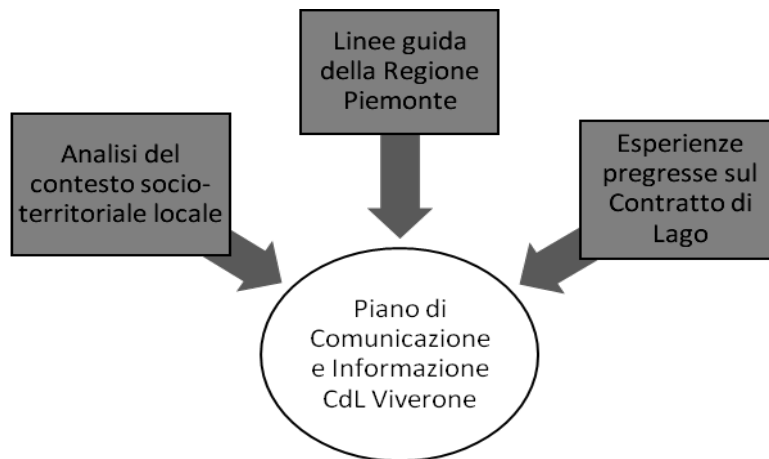 Linee guida
della Regione
Piemonte
Analisi del
contesto socio-
territoriale locale
Esperienze
pregresse sul
Contratto di
Lago
Piano di
Comunicazione
e Informazione
CdL Viverone